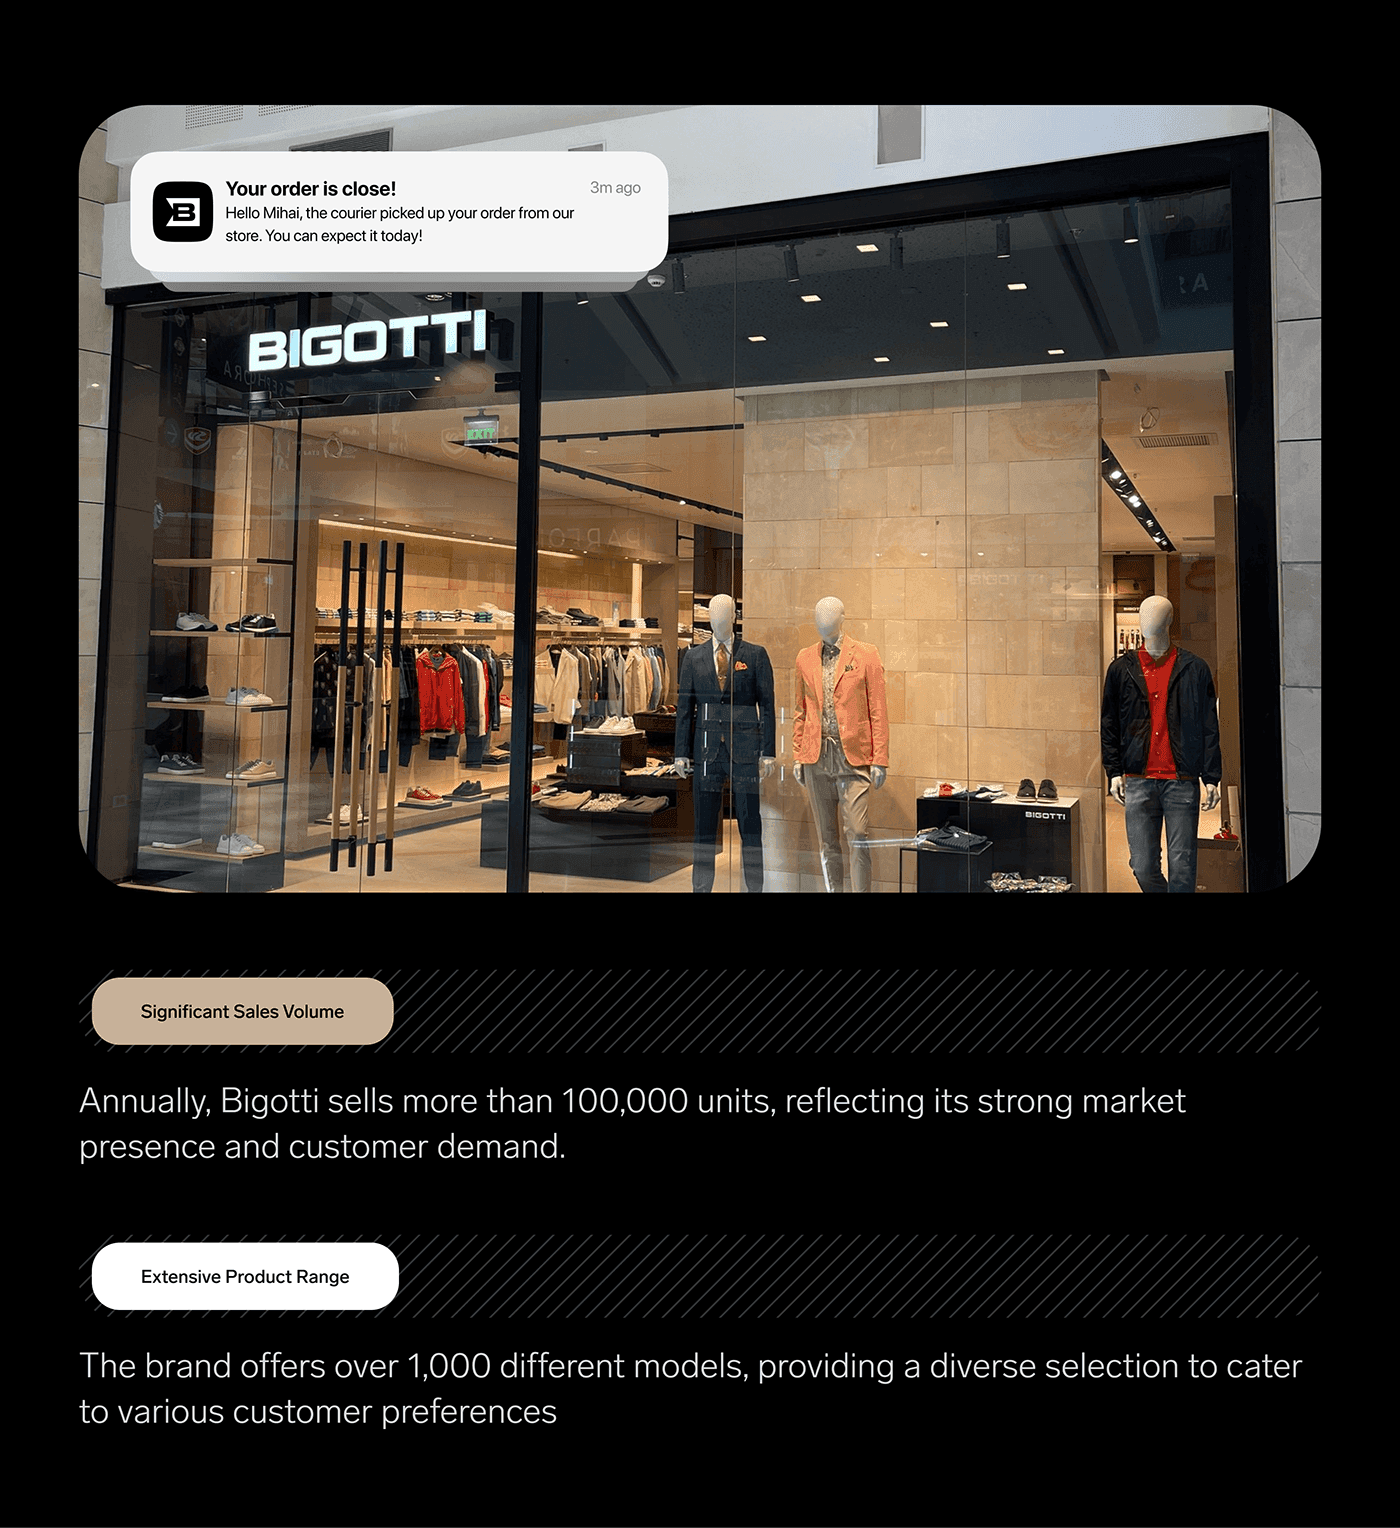 Your order is close!
3m ago
Hello Mihai, the courier picked up your order from our
store. You can expect it today!
BIGOTTI
EXIT
BIGOTTI
Significant Sales Volume
Annually, Bigotti sells more than 100,000 units, reflecting its strong market
presence and customer demand.
Extensive Product Range
The brand offers over 1,000 different models, providing a diverse selection to cater
to various customer preferences